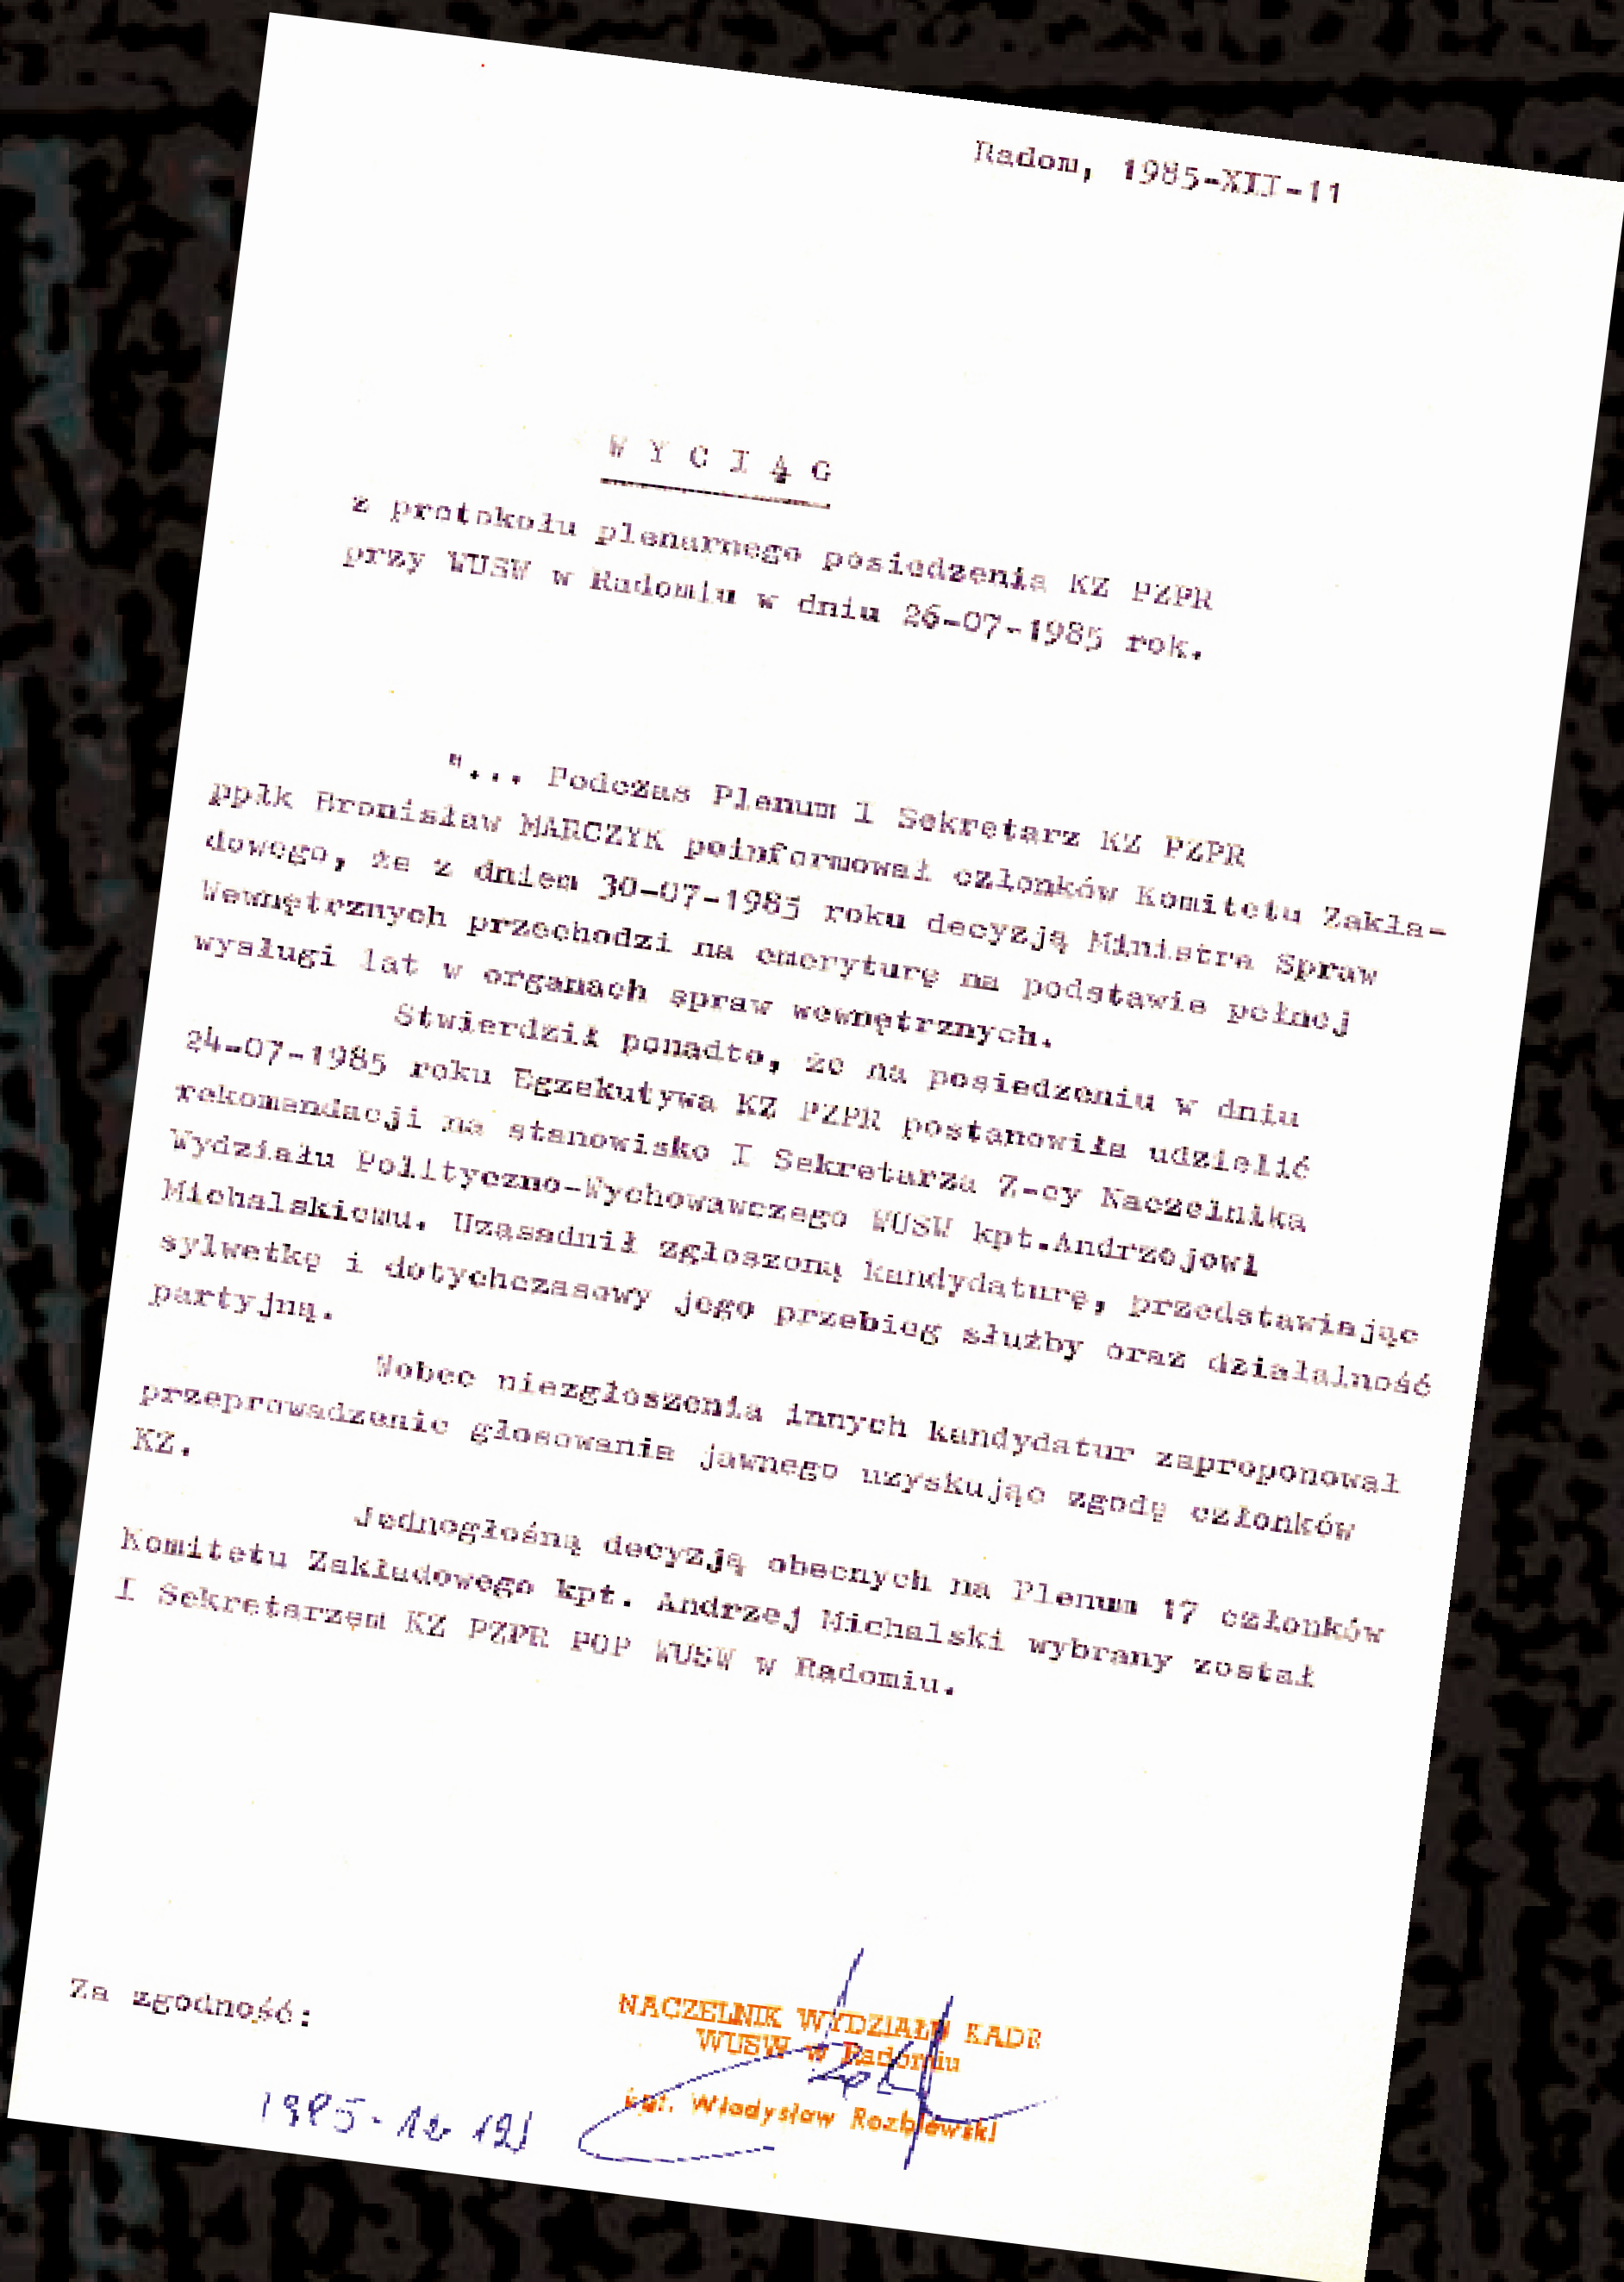 Radom, 1985-XII-11
W Y C I Ą G
z protokołu plenarnego posiedzenia KZ PZPR
przy WUSW w Radomiu w dniu 26-07-1985 rok.
"... Podczas Plenum I Sekretarz KZ PZPR
ppłk Bronisław MARCZYK poinformował członków Komitetu Zakła-
dowego, że z dniem 30-07-1985 roku decyzją Ministra Spraw
Wewnętrznych przechodzi na emeryturę na podstawie pełnej
wysługi lat w organach spraw wewnętrznych.
Stwierdził ponadto, że na posiedzeniu w dniu
24-07-1985 roku Egzekutywa KZ PZPR postanowiła udzielić
rekomendacji na stanowisko I Sekretarza Z-cy Naczelnika
Wydziału Polityczno-Wychowawczego WUSW kpt.Andrzejowi
Michalskiemu. Uzasadnił zgłoszoną kandydaturę, przedstawiając
sylwetkę i dotychczasowy jego przebieg służby oraz działalność
partyjną.
Wobec niezgłoszenia innych kandydatur zaproponował
przeprowadzenie głosowania jawnego uzyskując zgodę członków
KZ.
Jednogłośną decyzją obecnych na Plenum 17 członków
Komitetu Zakładowego kpt. Andrzej Michalski wybrany został
I Sekretarzem KZ PZPR POP WUSW w Radomiu.
Za zgodność:
NACZELNIK WYDZIAŁU KADR
WUSW w Radomiu
kpt. Władysław
1985-12-